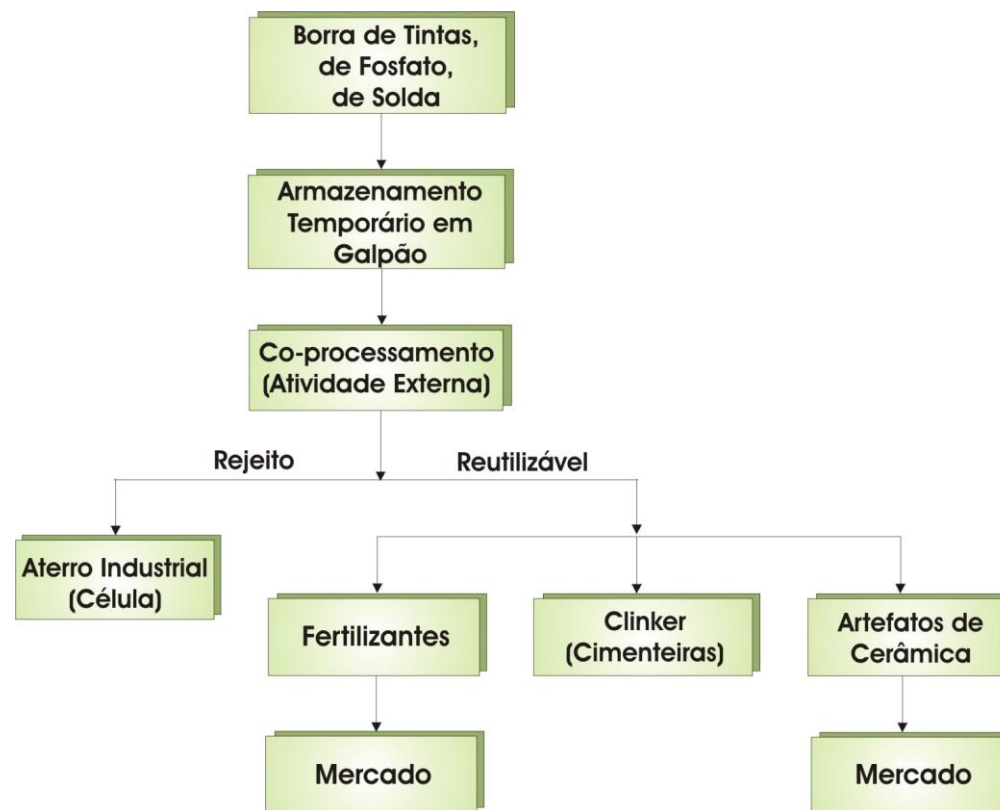 Borra de Tintas,
de Fosfato,
de Solda
Armazenamento
Temporário em
Galpão
Co-processamento
(Atividade Externa)
Rejeito
Reutilizável
Aterro Industrial
(Célula)
Fertilizantes
Clinker
(Cimenteiras)
Artefatos de
Cerâmica
Mercado
Mercado